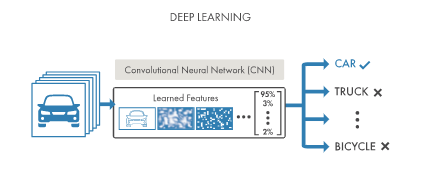 DEEP LEARNING
Convolutional Neural Network (CNN)
Learned Features
95%
3%
2%
CAR
TRUCK
BICYCLE